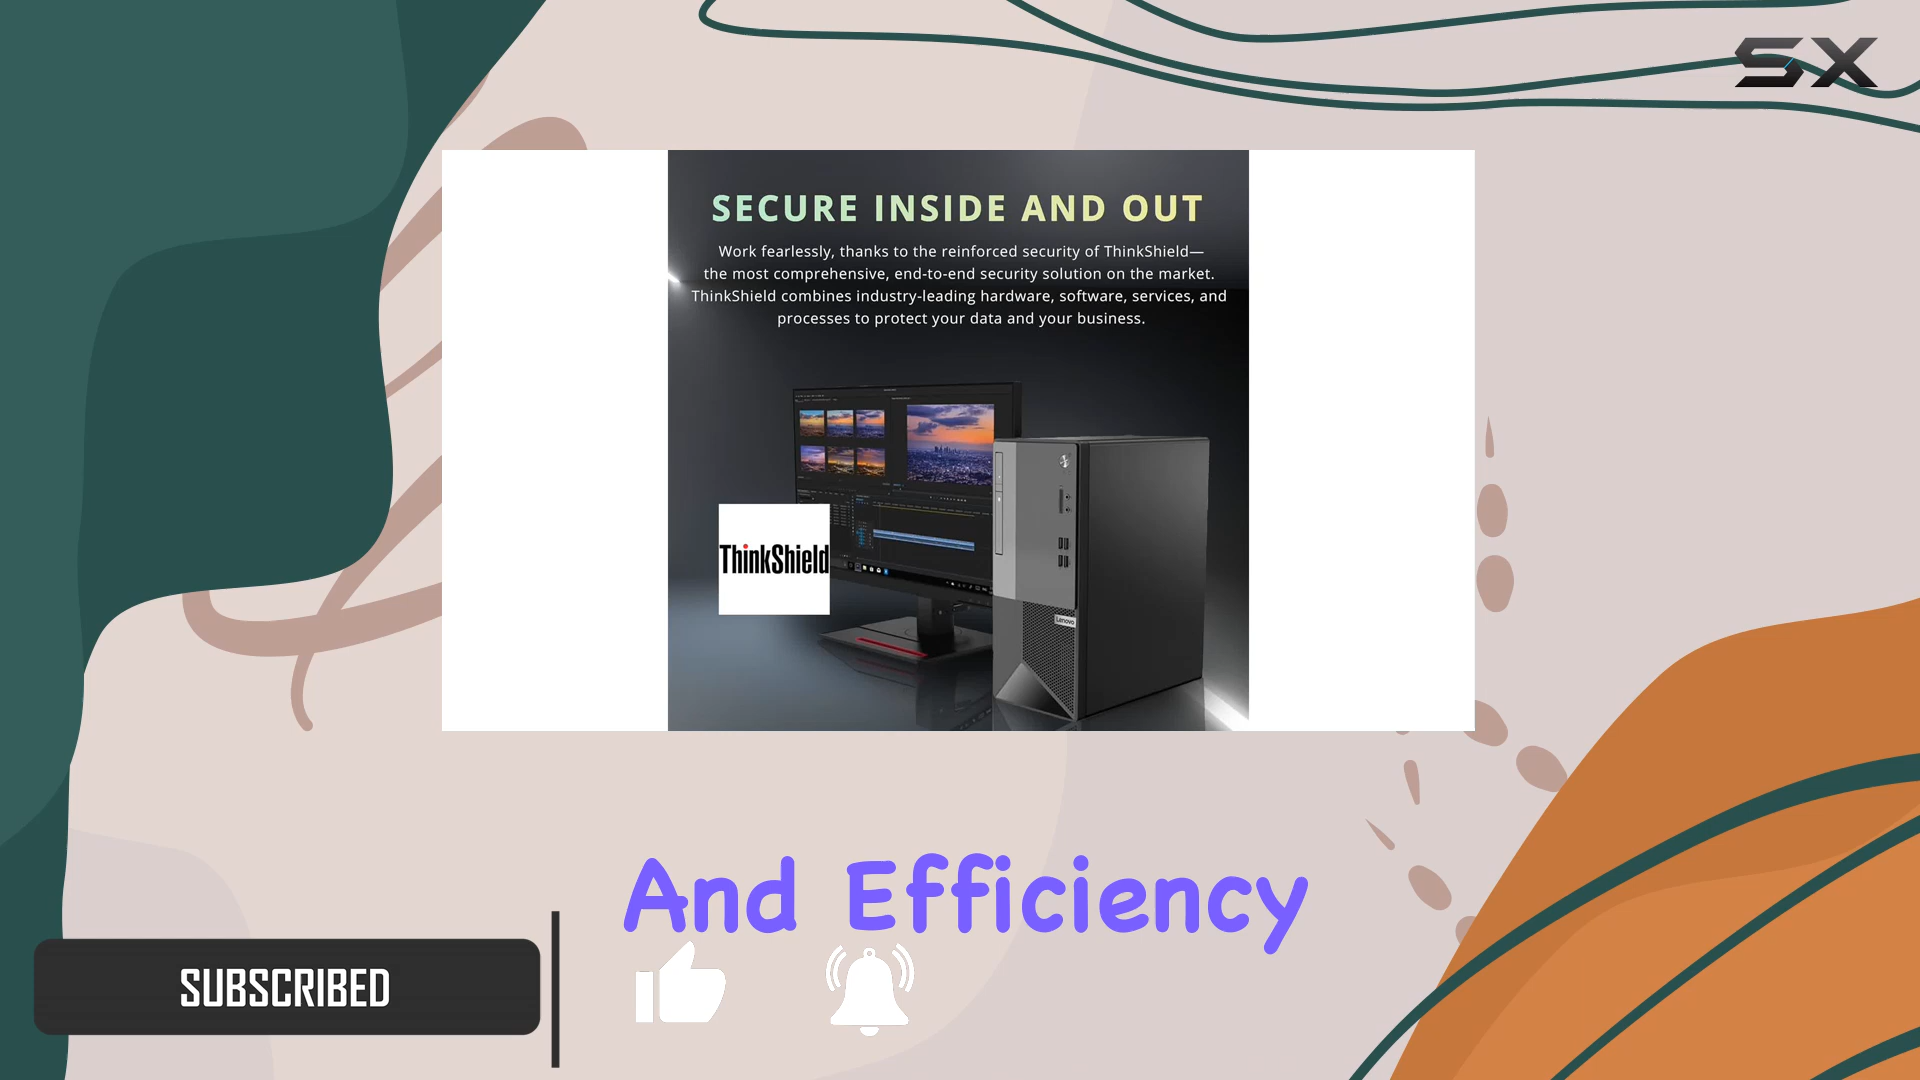 SX
SECURE INSIDE AND OUT
Work fearlessly, thanks to the reinforced security of ThinkShield—
the most comprehensive, end-to-end security solution on the market.
ThinkShield combines industry-leading hardware, software, services, and
processes to protect your data and your business.
ThinkShield
Lenovo
And Efficiency
SUBSCRIBED